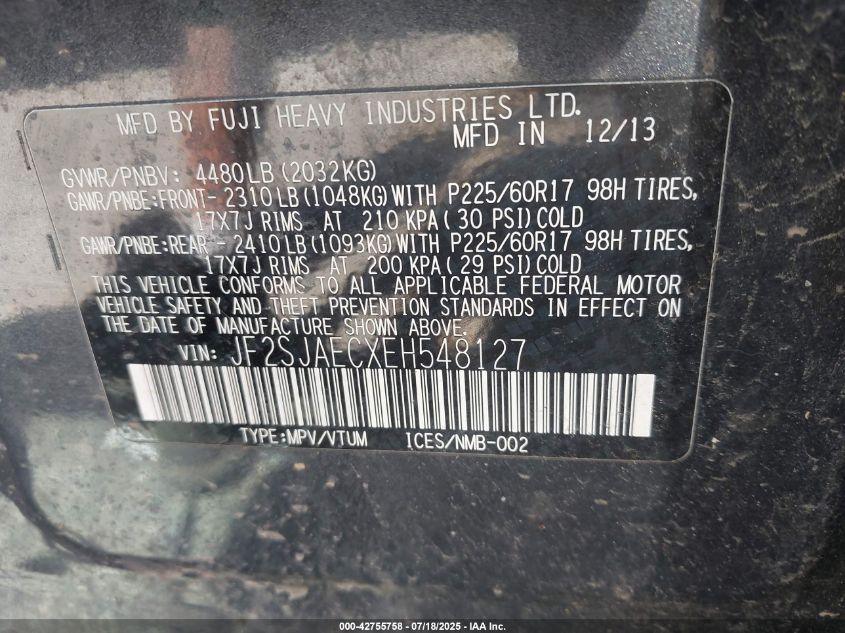 MFD BY FUJI HEAVY INDUSTRIES LTD.
MFD IN 12/13
GVWR/PNBV: 4480LB(2032KG)
GAWR/PNBE:FRONT- 2310LB(1048KG)WITH P225/60R17 98H TIRES,
17X7J RIMS AT 210 KPA(30 PSI)COLD
GAWR/PNBE:REAR - 2410LB(1093KG)WITH P225/60R17 98H TIRES,
17X7J RIMS AT 200 KPA(29 PSI)COLD
THIS VEHICLE CONFORMS TO ALL APPLICABLE FEDERAL MOTOR
VEHICLE SAFETY AND THEFT PREVENTION STANDARDS IN EFFECT ON
THE DATE OF MANUFACTURE SHOWN ABOVE.
VIN: JF2SJAECXEH548127
TYPE:MPV/VTUM ICES/NMB-002
000-42755758 - 07/18/2025 - IAA Inc.